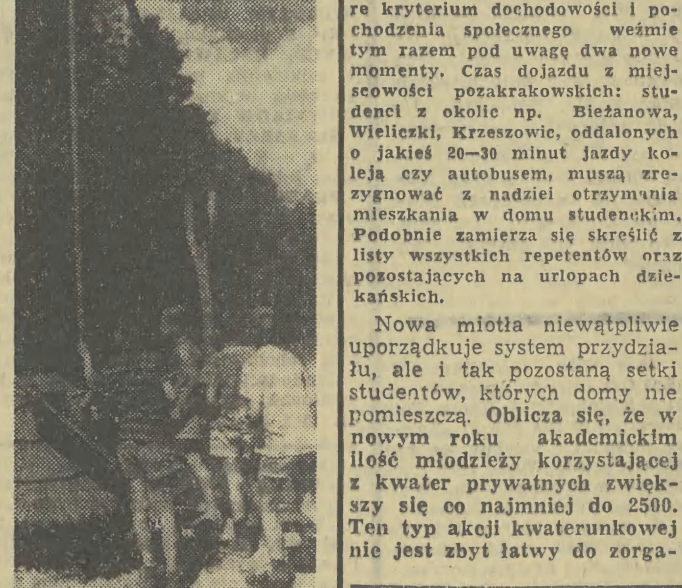 re kryterium dochodowości i po-
chodzenia społecznego weźmie
tym razem pod uwagę dwa nowe
momenty. Czas dojazdu z miej-
scowości pozakrakowskich: stu-
denci z okolic np. Bieżanowa,
Wieliczki, Krzeszowic, oddalonych
o jakieś 20—30 minut jazdy ko-
leją czy autobusem, muszą zre-
zygnować z nadziei otrzymania
mieszkania w domu studenckim.
Podobnie zamierza się skreślić z
listy wszystkich repetentów oraz
pozostających na urlopach dzie-
kańskich.
Nowa miotła niewątpliwie
uporządkuje system przydzia-
łu, ale i tak pozostaną setki
studentów, których domy nie
pomieszczą. Oblicza się, że w
nowym roku akademickim
ilość młodzieży korzystającej
z kwater prywatnych zwięk-
szy się co najmniej do 2500.
Ten typ akcji kwaterunkowej
nie jest zbyt łatwy do zorga-